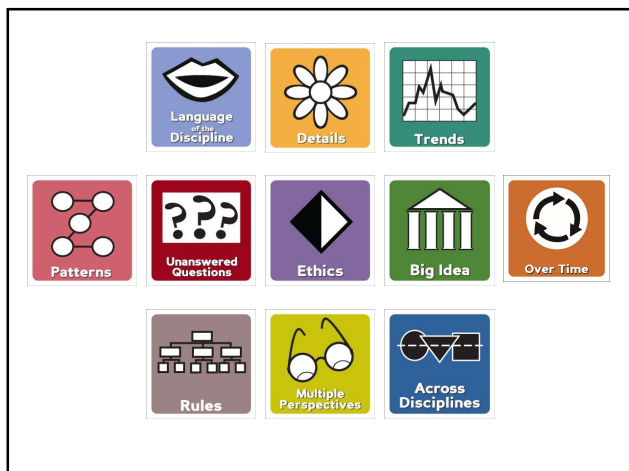 Language
of the
Discipline
Details
Trends
Patterns
Unanswered
Questions
Ethics
Big Idea
Over Time
Rules
Multiple
Perspectives
Across
Disciplines